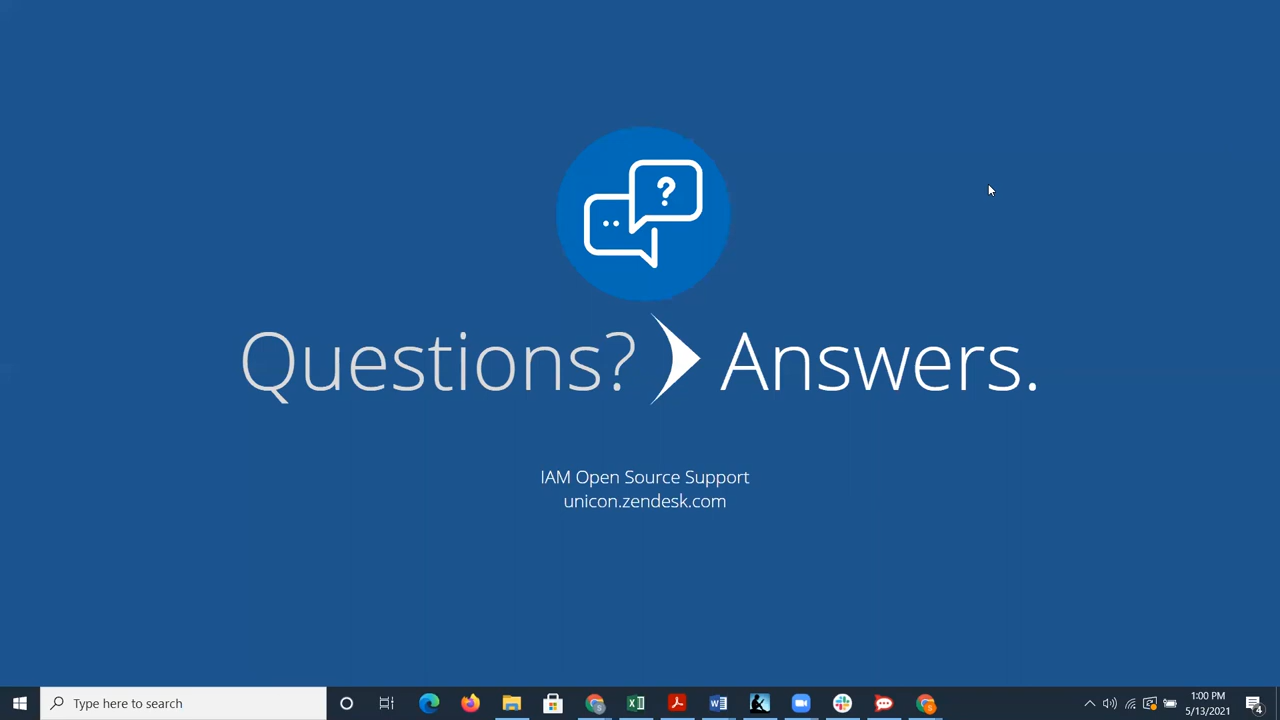 ?
Questions? Answers.
IAM Open Source Support
unicon.zendesk.com
Type here to search
1:00 PM
5/13/2021
4